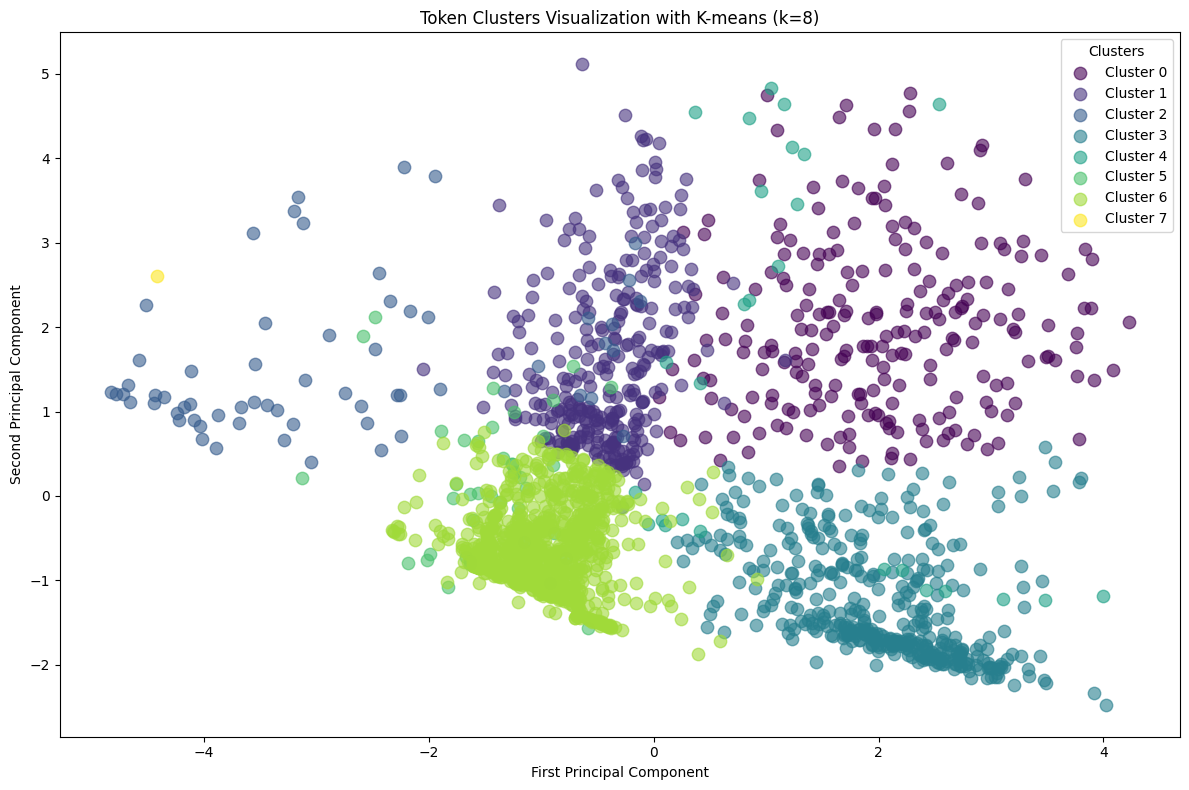 Token Clusters Visualization with K-means (k=8)
Clusters
Cluster 0
Cluster 1
Cluster 2
Cluster 3
Cluster 4
Cluster 5
Cluster 6
Cluster 7
Second Principal Component
5
4
3
2
1
0
−1
−2
−4
−2
0
2
4
First Principal Component